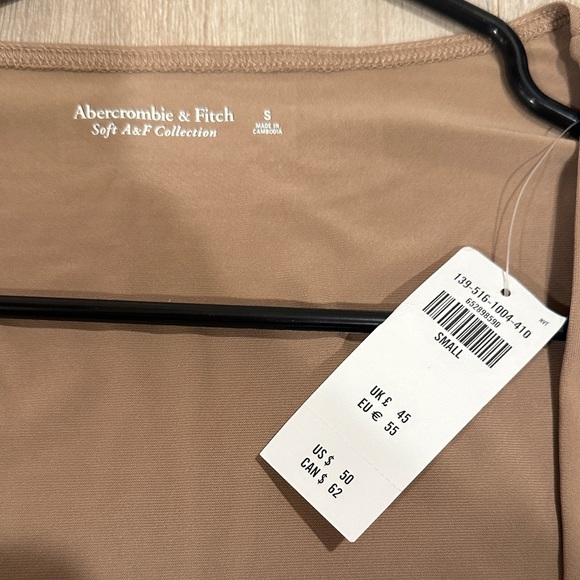 Abercrombie & Fitch
Soft A&F Collection
S
MADE IN
CAMBODIA
139-516-1004-410
652898590
SMALL
UK £ 45
EU € 55
US $ 50
CAN $ 62